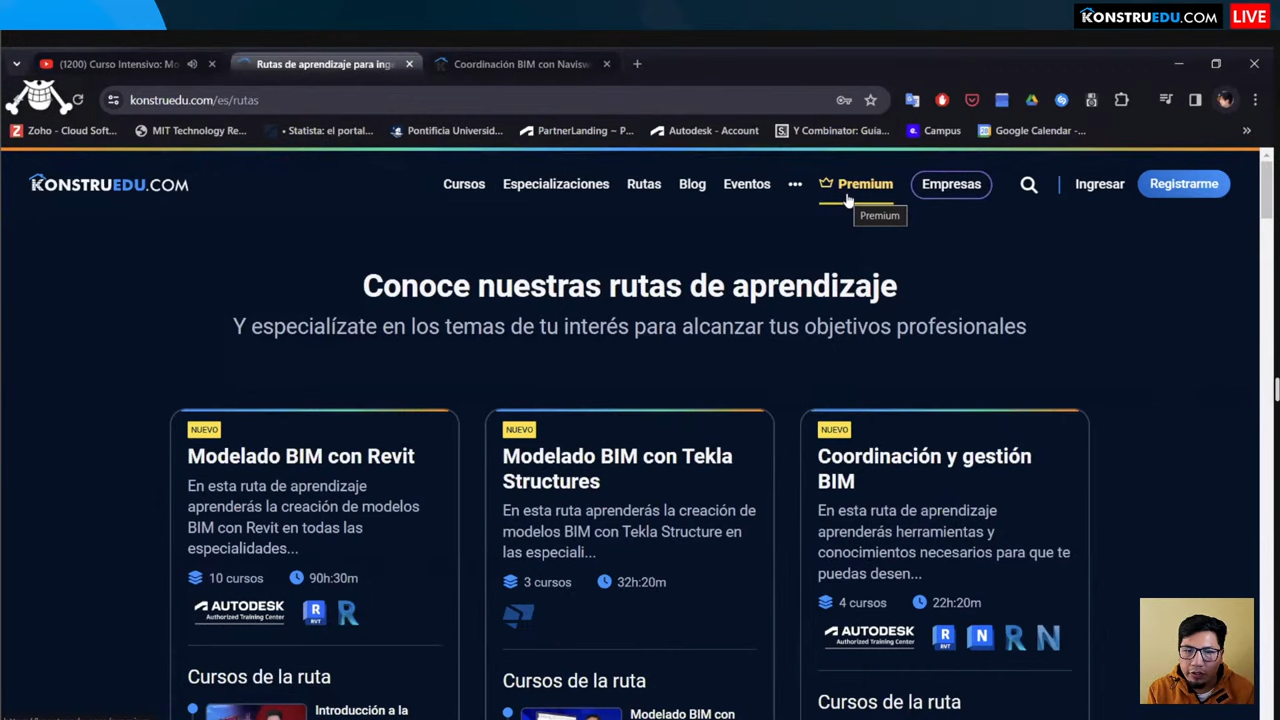 KONSTRUEDU.COM LIVE
(1200) Curso Intensivo: Mo
Rutas de aprendizaje para inge
Coordinación BIM con Navisw
konstruedu.com/es/rutas
Zoho - Cloud Soft...
MIT Technology Re...
• Statista: el portal...
Pontificia Universid...
PartnerLanding – P...
Autodesk - Account
Y Combinator: Guía...
Campus
Google Calendar -...
KONSTRUEDU.COM
Cursos Especializaciones Rutas Blog Eventos ••• Premium Empresas Ingresar Registrarme
Premium
Conoce nuestras rutas de aprendizaje
Y especialízate en los temas de tu interés para alcanzar tus objetivos profesionales
NUEVO
Modelado BIM con Revit
En esta ruta de aprendizaje
aprenderás la creación de modelos
BIM con Revit en todas las
especialidades...
10 cursos 90h:30m
AUTODESK
Authorized Training Center
R
RVT
R
Cursos de la ruta
Introducción a la
NUEVO
Modelado BIM con Tekla
Structures
En esta ruta aprenderás la creación de
modelos BIM con Tekla Structure en
las especiali...
3 cursos 32h:20m
Cursos de la ruta
Modelado BIM con
NUEVO
Coordinación y gestión
BIM
En esta ruta de aprendizaje
aprenderás herramientas y
conocimientos necesarios para que te
puedas desen...
4 cursos 22h:20m
AUTODESK
Authorized Training Center
R
RVT
N
R
N
Cursos de la ruta